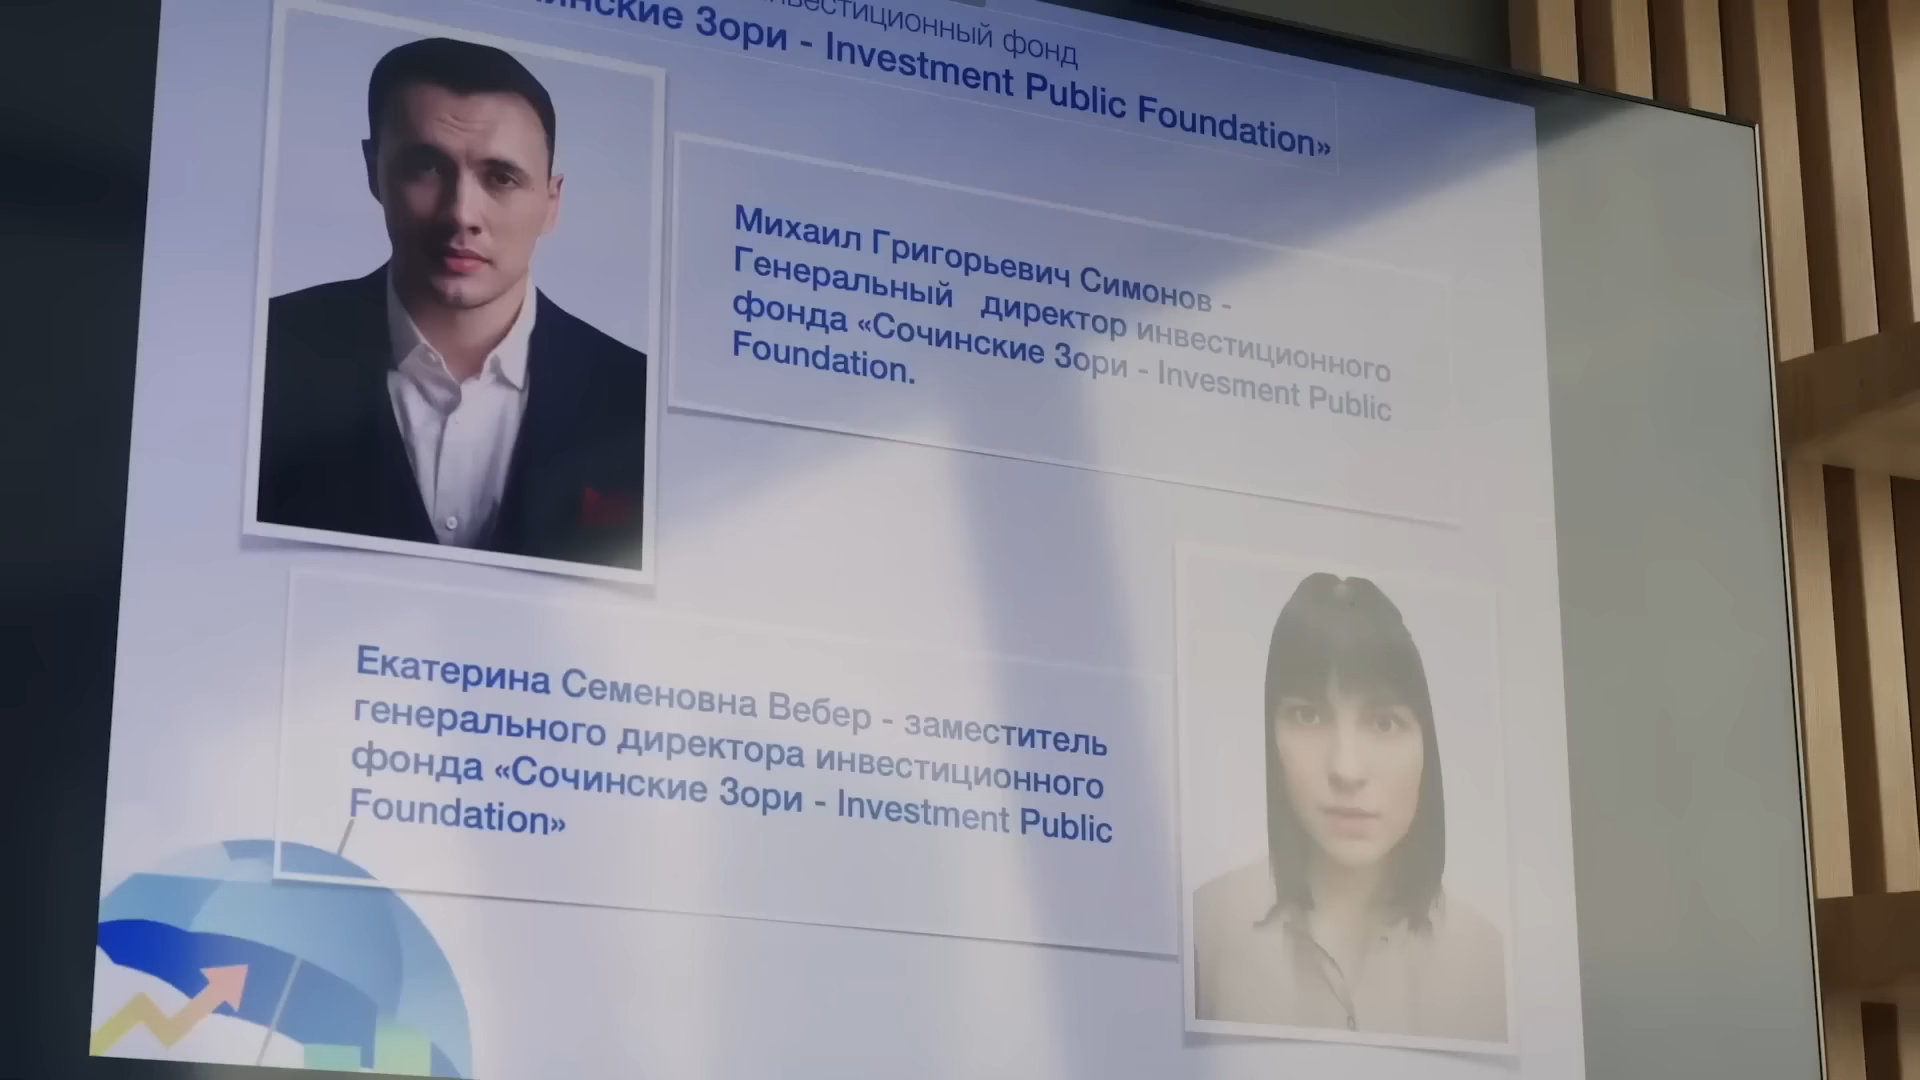 инвестиционный фонд
Зори - Investment Public Foundation»
Михаил Григорьевич Симонов -
Генеральный директор инвестиционного
фонда «Сочинские Зори - Invesment Public
Foundation.
Екатерина Семеновна Вебер - заместитель
генерального директора инвестиционного
фонда «Сочинские Зори - Investment Public
Foundation»